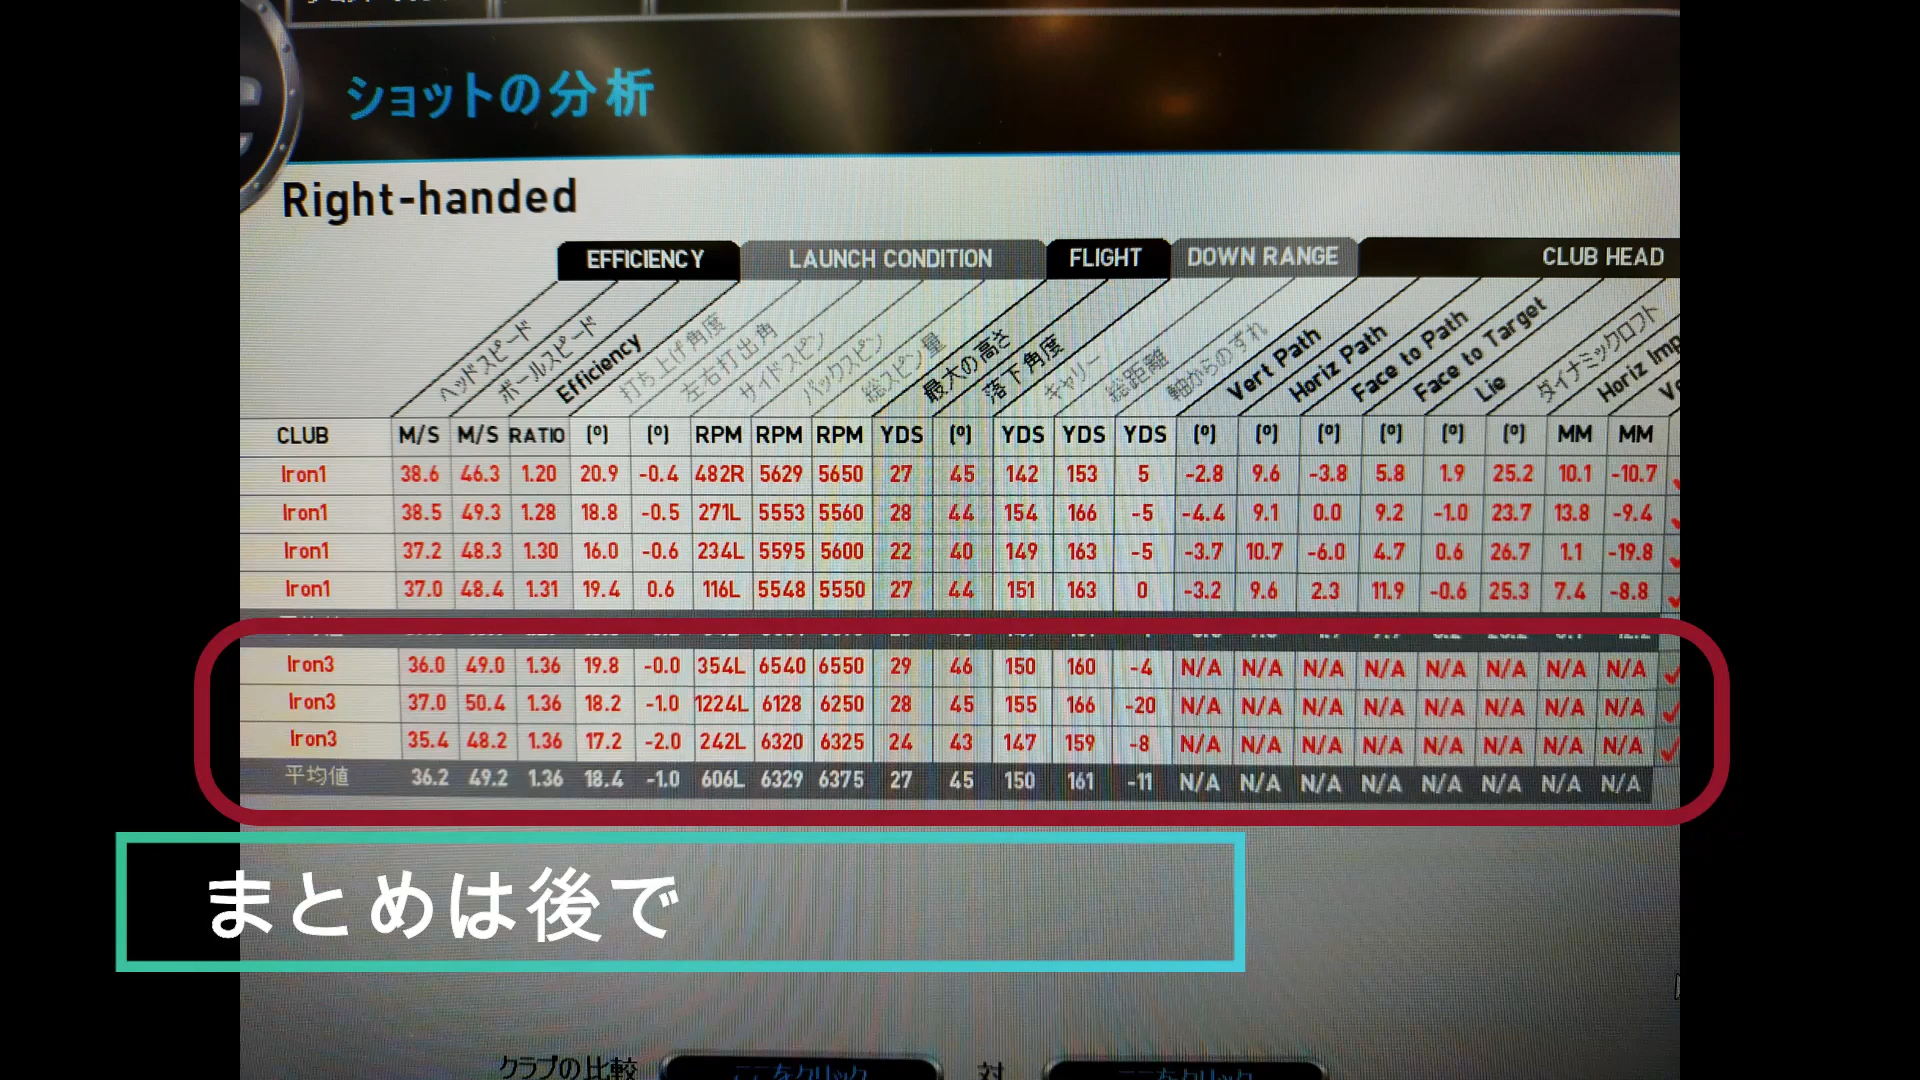 ショットの分析
Right-handed
EFFICIENCY LAUNCH CONDITION FLIGHT DOWN RANGE CLUB HEAD
ヘッドスピード ボールスピード Efficiency 打ち上げ角度 左右打出角 サイドスピン バックスピン 総スピン量 最大の高さ 落下角度 キャリー 総距離 軸からのずれ Vert Path Horiz Path Face to Path Face to Target Lie ダイナミックロフト Horiz
CLUB M/S M/S RATIO (º) (º) RPM RPM RPM YDS (º) YDS YDS YDS (º) (º) (º) (º) (º) (º) MM MM
Iron1 38.6 46.3 1.20 20.9 -0.4 482R 5629 5650 27 45 142 153 5 -2.8 9.6 -3.8 5.8 1.9 25.2 10.1 -10.7
Iron1 38.5 49.3 1.28 18.8 -0.5 271L 5553 5560 28 44 154 166 -5 -4.4 9.1 0.0 9.2 -1.0 23.7 13.8 -9.4
Iron1 37.2 48.3 1.30 16.0 -0.6 234L 5595 5600 22 40 149 163 -5 -3.7 10.7 -6.0 4.7 0.6 26.7 1.1 -19.8
Iron1 37.0 48.4 1.31 19.4 0.6 116L 5548 5550 27 44 151 163 0 -3.2 9.6 2.3 11.9 -0.6 25.3 7.4 -8.8
Iron3 36.0 49.0 1.36 19.8 -0.0 354L 6540 6550 29 46 150 160 -4 N/A N/A N/A N/A N/A N/A N/A N/A
Iron3 37.0 50.4 1.36 18.2 -1.0 1224L 6128 6250 28 45 155 166 -20 N/A N/A N/A N/A N/A N/A N/A N/A
Iron3 35.4 48.2 1.36 17.2 -2.0 242L 6320 6325 24 43 147 159 -8 N/A N/A N/A N/A N/A N/A N/A N/A
平均値 36.2 49.2 1.36 18.4 -1.0 606L 6329 6375 27 45 150 161 -11 N/A N/A N/A N/A N/A N/A N/A N/A
まとめは後で
クラブの比較 ここをクリック 対 ここをクリック